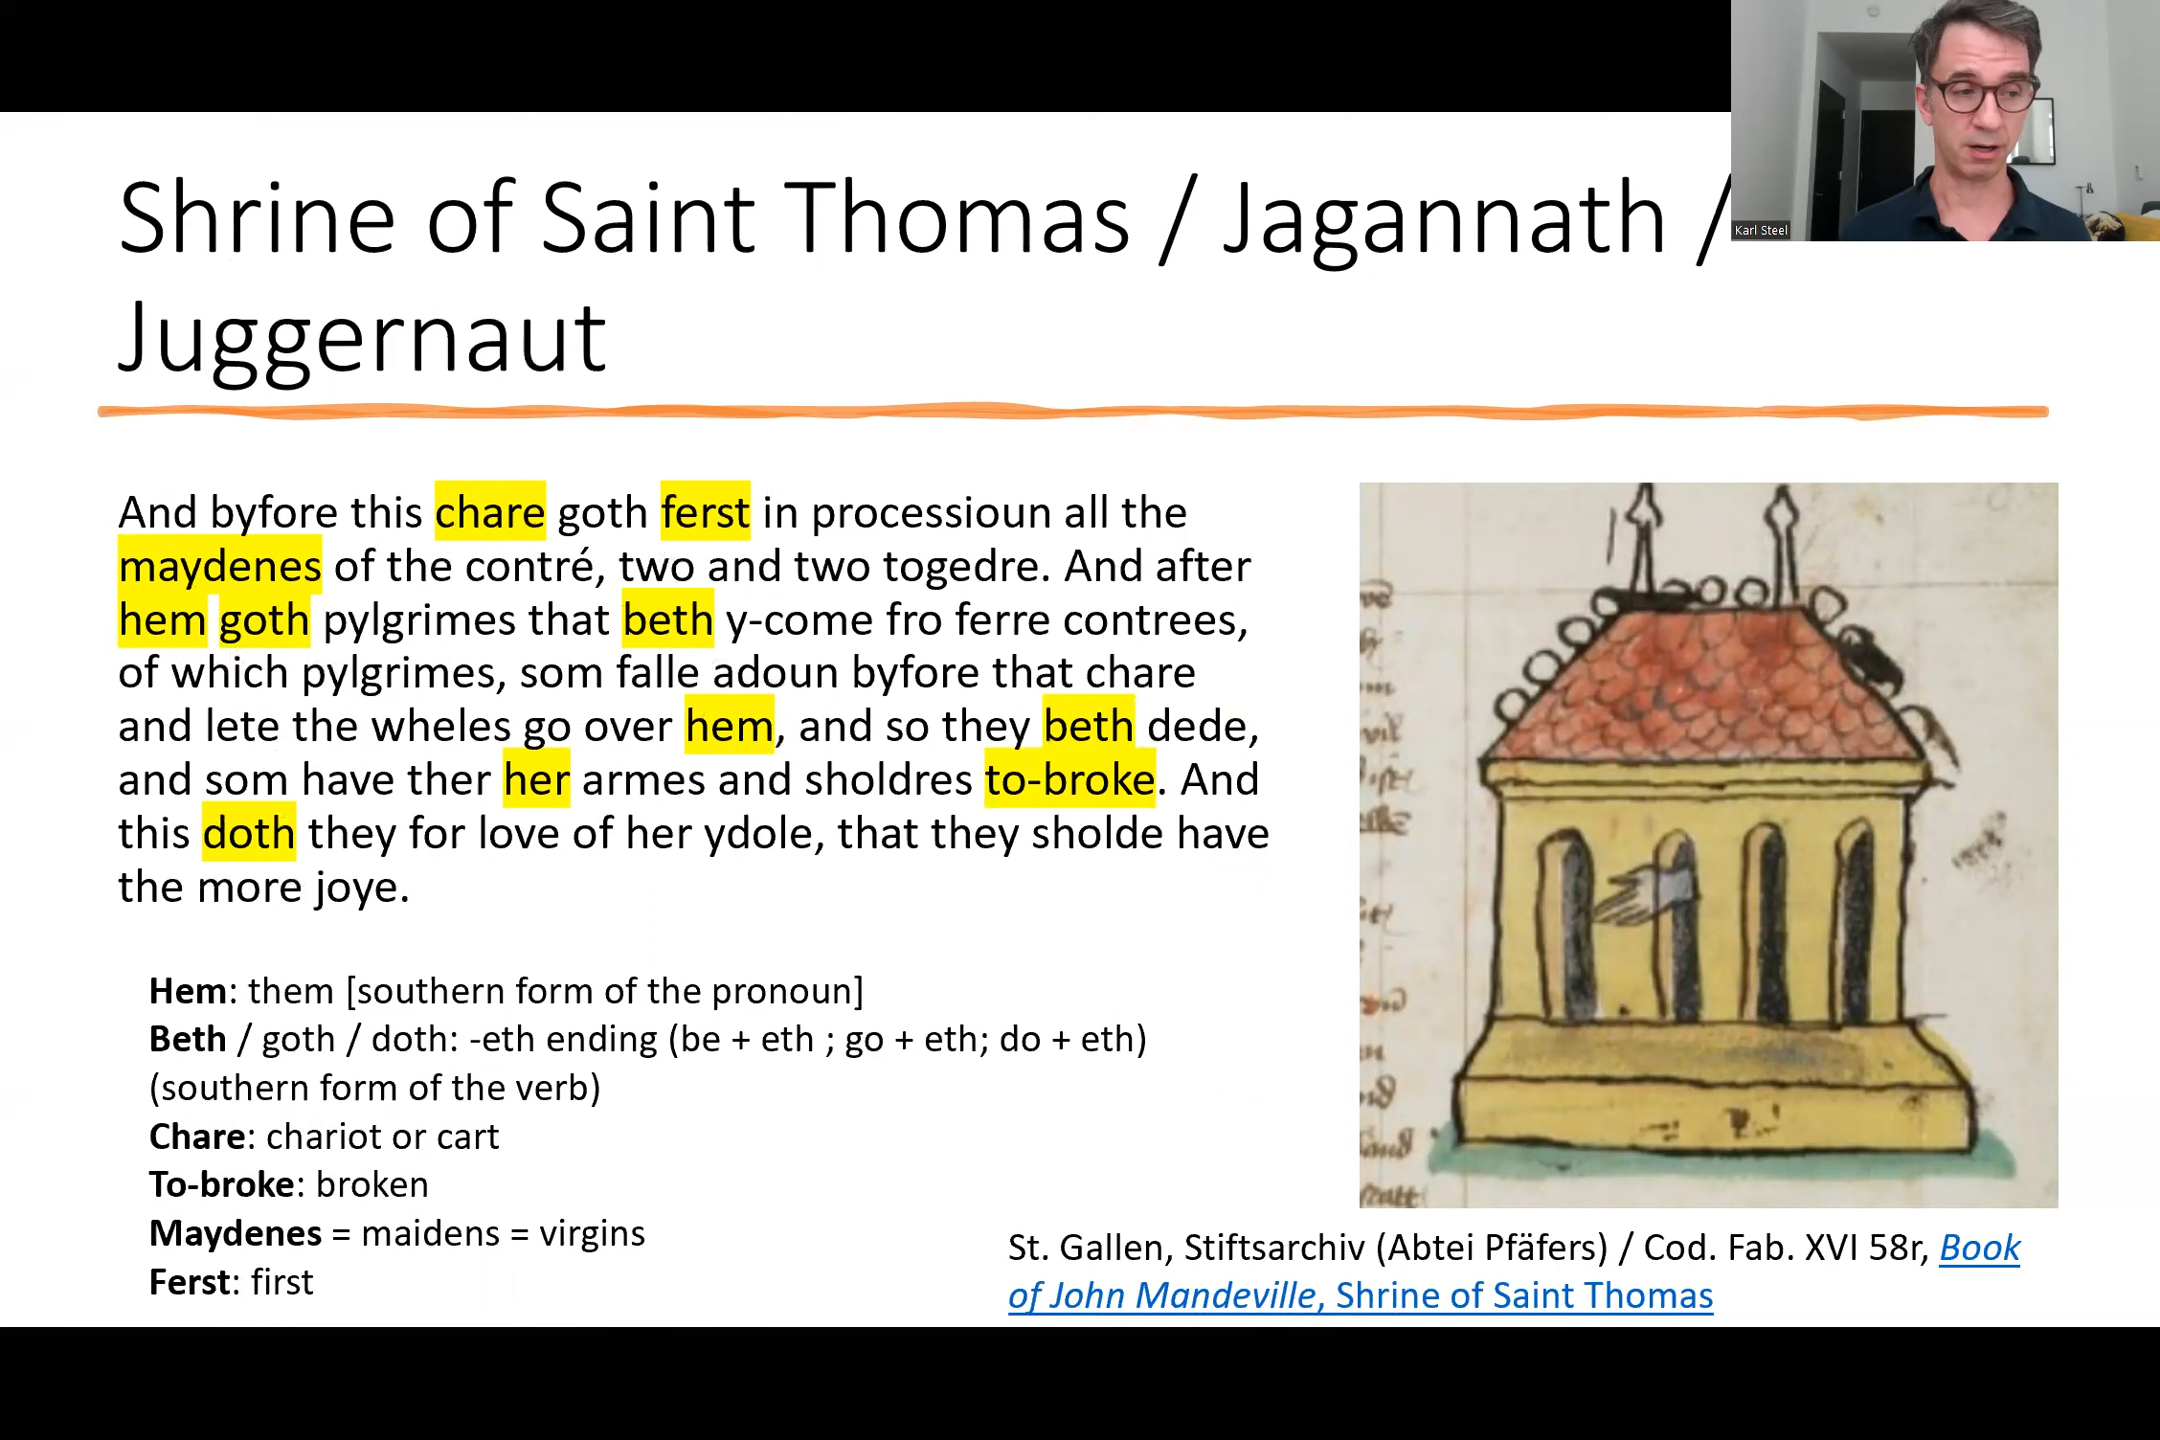 Shrine of Saint Thomas / Jagannath /
Juggernaut
Karl Steel
And byfore this chare goth ferst in processioun all the
maydenes of the contré, two and two togedre. And after
hem goth pylgrimes that beth y-come fro ferre contrees,
of which pylgrimes, som falle adoun byfore that chare
and lete the wheles go over hem, and so they beth dede,
and som have ther her armes and sholdres to-broke. And
this doth they for love of her ydole, that they sholde have
the more joye.
Hem: them [southern form of the pronoun]
Beth / goth / doth: -eth ending (be + eth ; go + eth; do + eth)
(southern form of the verb)
Chare: chariot or cart
To-broke: broken
Maydenes = maidens = virgins
Ferst: first
St. Gallen, Stiftsarchiv (Abtei Pfäfers) / Cod. Fab. XVI 58r, Book
of John Mandeville, Shrine of Saint Thomas